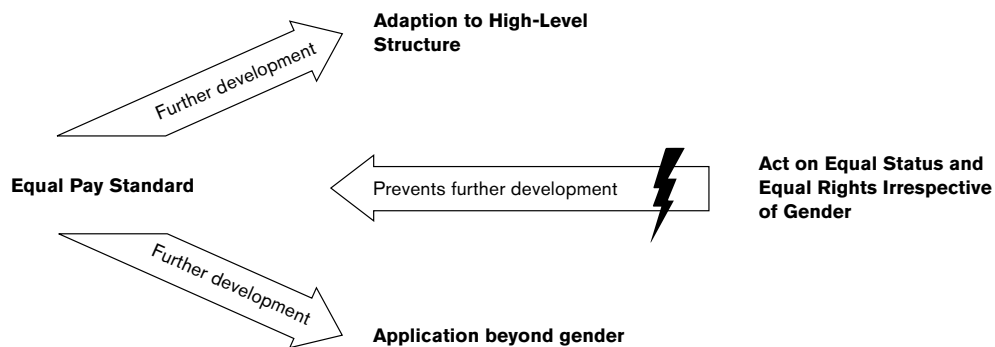 Adaption to High-Level
Structure
Further development
Equal Pay Standard
Prevents further development
Act on Equal Status and
Equal Rights Irrespective
of Gender
Further development
Application beyond gender